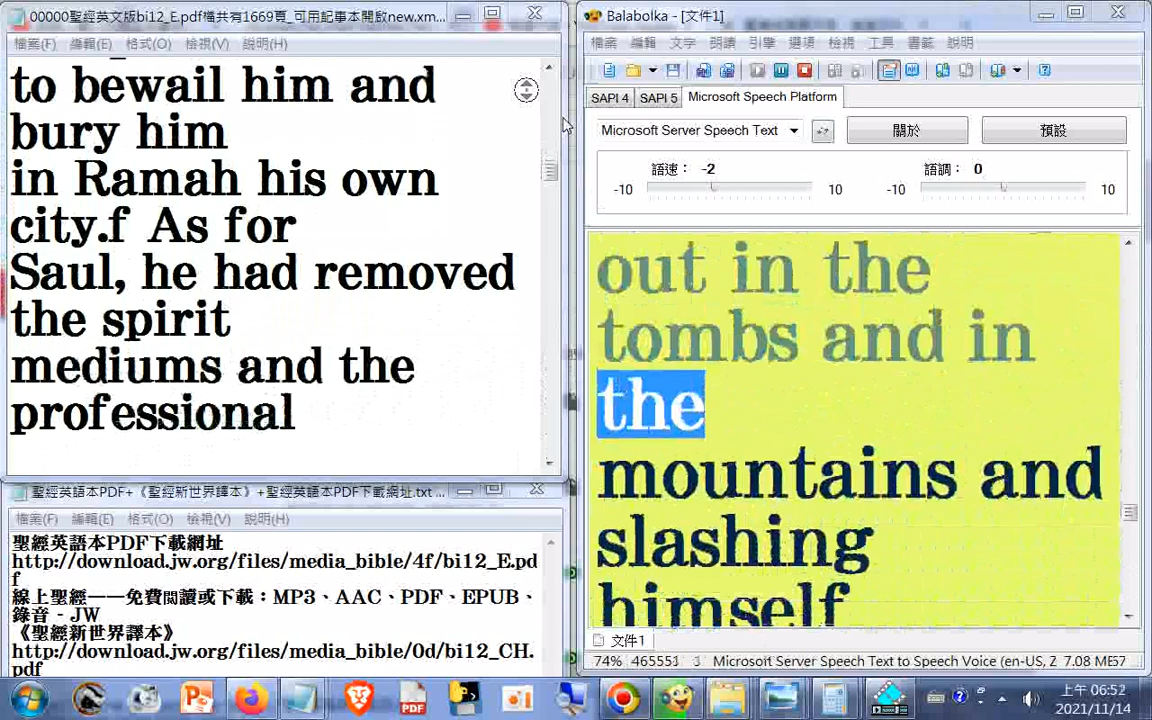 00000聖經英文版bi12_E.pdf檔共有1669頁_可用記事本開啟new.xm...
檔案(F) 編輯(E) 格式(O) 檢視(V) 說明(H)
to bewail him and
bury him
in Ramah his own
city.f As for
Saul, he had removed
the spirit
mediums and the
professional
聖經英語本PDF+《聖經新世界譯本》+聖經英語本PDF下載網址.txt ...
檔案(F) 編輯(E) 格式(O) 檢視(V) 說明(H)
聖經英語本PDF下載網址
http://download.jw.org/files/media_bible/4f/bi12_E.pd
f
線上聖經——免費閱讀或下載：MP3、AAC、PDF、EPUB、
錄音 - JW
《聖經新世界譯本》
http://download.jw.org/files/media_bible/0d/bi12_CH.
pdf
Balabolka - [文件1]
檔案 編輯 文字 朗讀 引擎 選項 檢視 工具 書籤 說明
SAPI 4 SAPI 5 Microsoft Speech Platform
Microsoft Server Speech Text 關於 預設
語速： -2 語調： 0
-10 10 -10 10
out in the
tombs and in
the
mountains and
slashing
himself
文件1
74% 465551 Microsoft Server Speech Text to Speech Voice (en-US, Z 7.08 ME57
上午 06:52
2021/11/14